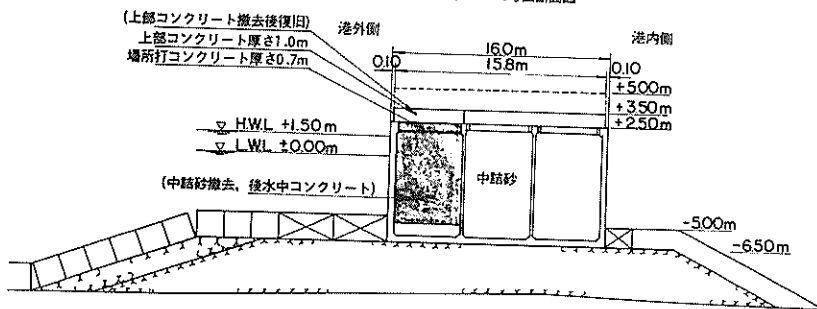 (上部コンクリート撤去後復旧)
上部コンクリート厚さ1.0m
場所打コンクリート厚さ0.7m
港外側
港内側
16.0m
0.10
15.8m
0.10
+5.00m
+3.50m
+2.50m
H.W.L. +1.50m
L.W.L. ±0.00m
(中詰砂撤去、後水中コンクリート)
中詰砂
-5.00m
-6.50m